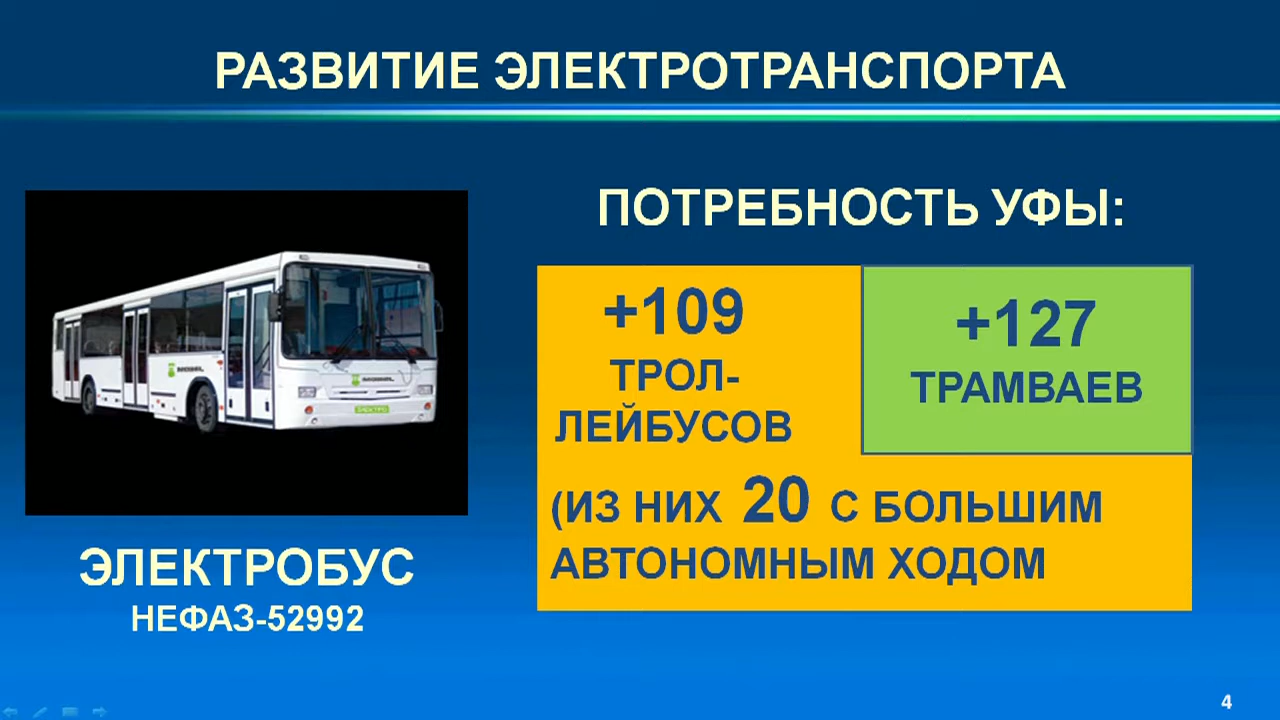 РАЗВИТИЕ ЭЛЕКТРОТРАНСПОРТА
ПОТРЕБНОСТЬ УФЫ:
+109
ТРОЛ-
ЛЕЙБУСОВ
+127
ТРАМВАЕВ
(ИЗ НИХ 20 С БОЛЬШИМ
АВТОНОМНЫМ ХОДОМ
ЭЛЕКТРОБУС
НЕФАЗ-52992
4